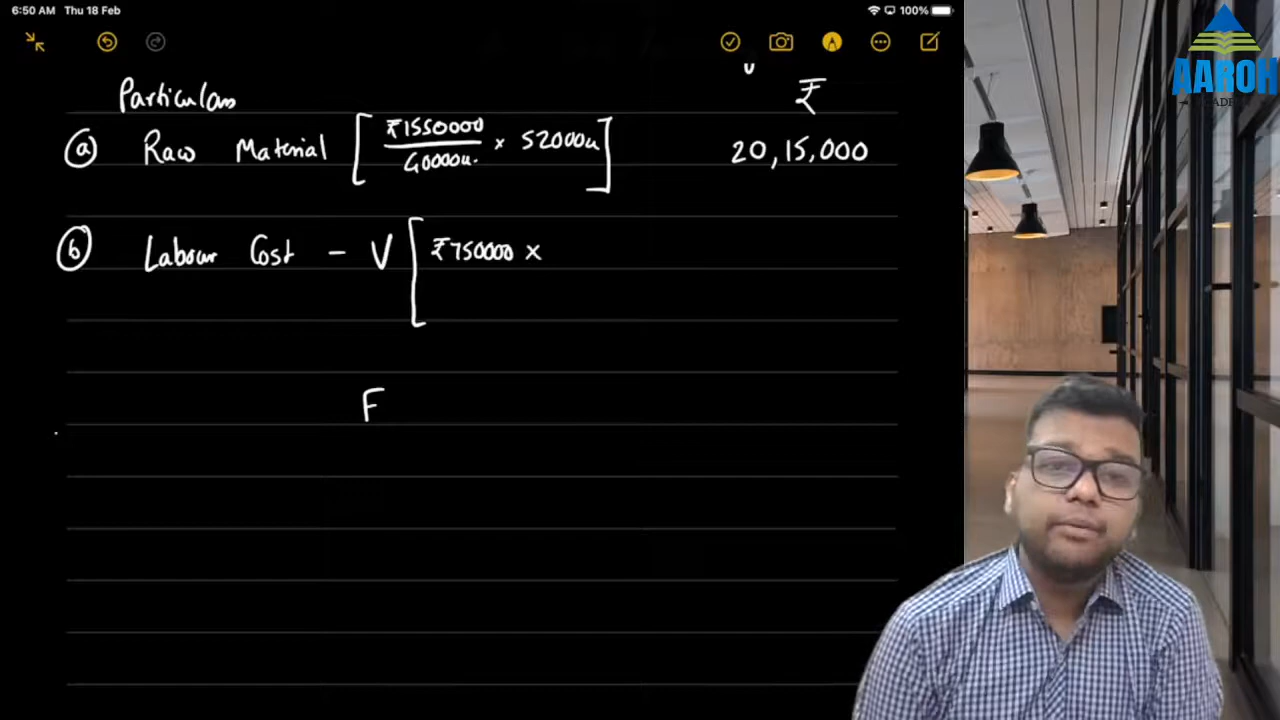 6:50 AM Thu 18 Feb
100%
AAROH
Particulars
₹
a Raw Material [ ₹1550000 / 40000u. × 52000u ] 20,15,000
b Labour Cost - V [ ₹750000 ×
F